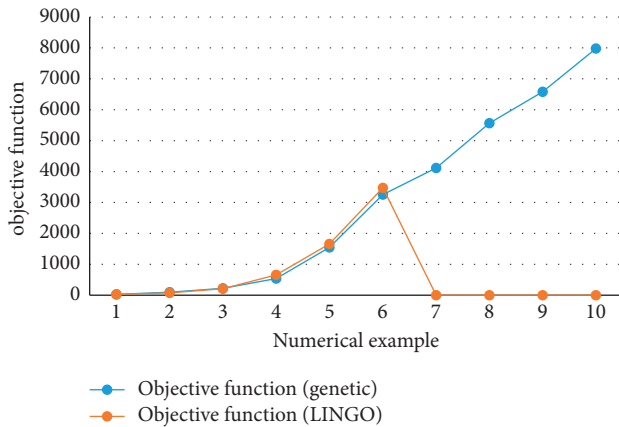 9000
8000
7000
6000
5000
4000
3000
2000
1000
0
objective function
1 2 3 4 5 6 7 8 9 10
Numerical example
Objective function (genetic)
Objective function (LINGO)